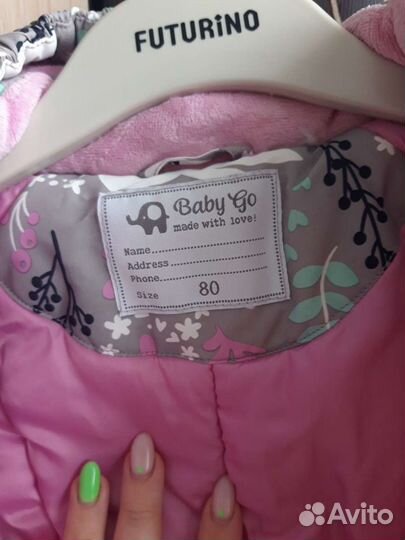 FUTURiNO
Baby Go
made with love!
Name
Address
Phone
Size 80
Avito